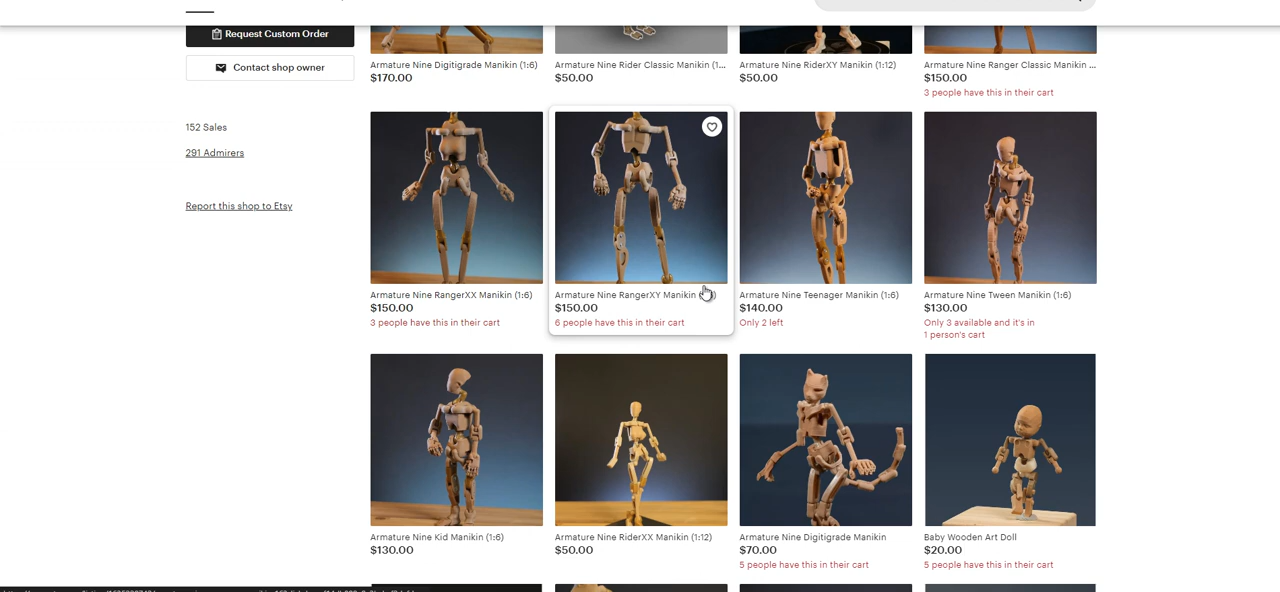 Request Custom Order
Contact shop owner
152 Sales
291 Admirers
Report this shop to Etsy
Armature Nine Digitigrade Manikin (1:6)
$170.00
Armature Nine Rider Classic Manikin (1...
$50.00
Armature Nine RiderXY Manikin (1:12)
$50.00
Armature Nine Ranger Classic Manikin ...
$150.00
3 people have this in their cart
Armature Nine RangerXX Manikin (1:6)
$150.00
3 people have this in their cart
Armature Nine RangerXY Manikin
$150.00
6 people have this in their cart
Armature Nine Teenager Manikin (1:6)
$140.00
Only 2 left
Armature Nine Tween Manikin (1:6)
$130.00
Only 3 available and it's in
1 person's cart
Armature Nine Kid Manikin (1:6)
$130.00
Armature Nine RiderXX Manikin (1:12)
$50.00
Armature Nine Digitigrade Manikin
$70.00
5 people have this in their cart
Baby Wooden Art Doll
$20.00
5 people have this in their cart